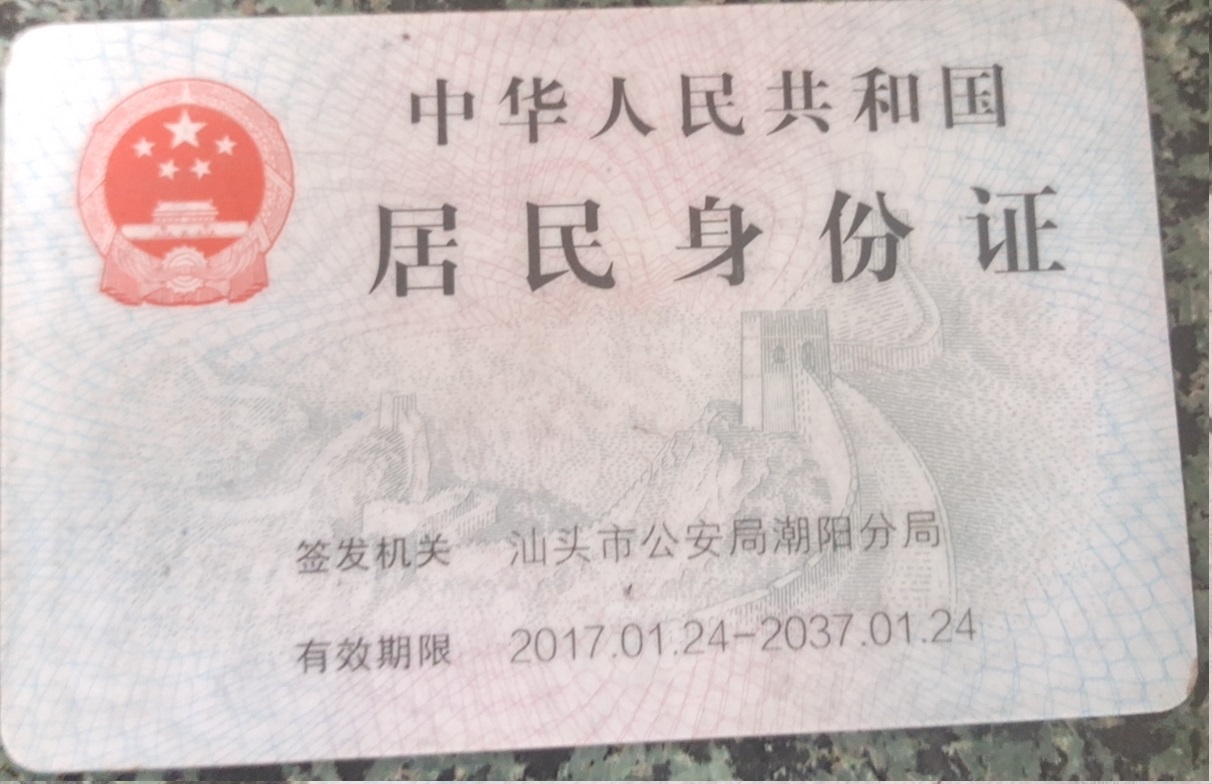 中华人民共和国
居民身份证
签发机关 汕头市公安局潮阳分局
有效期限 2017.01.24-2037.01.24